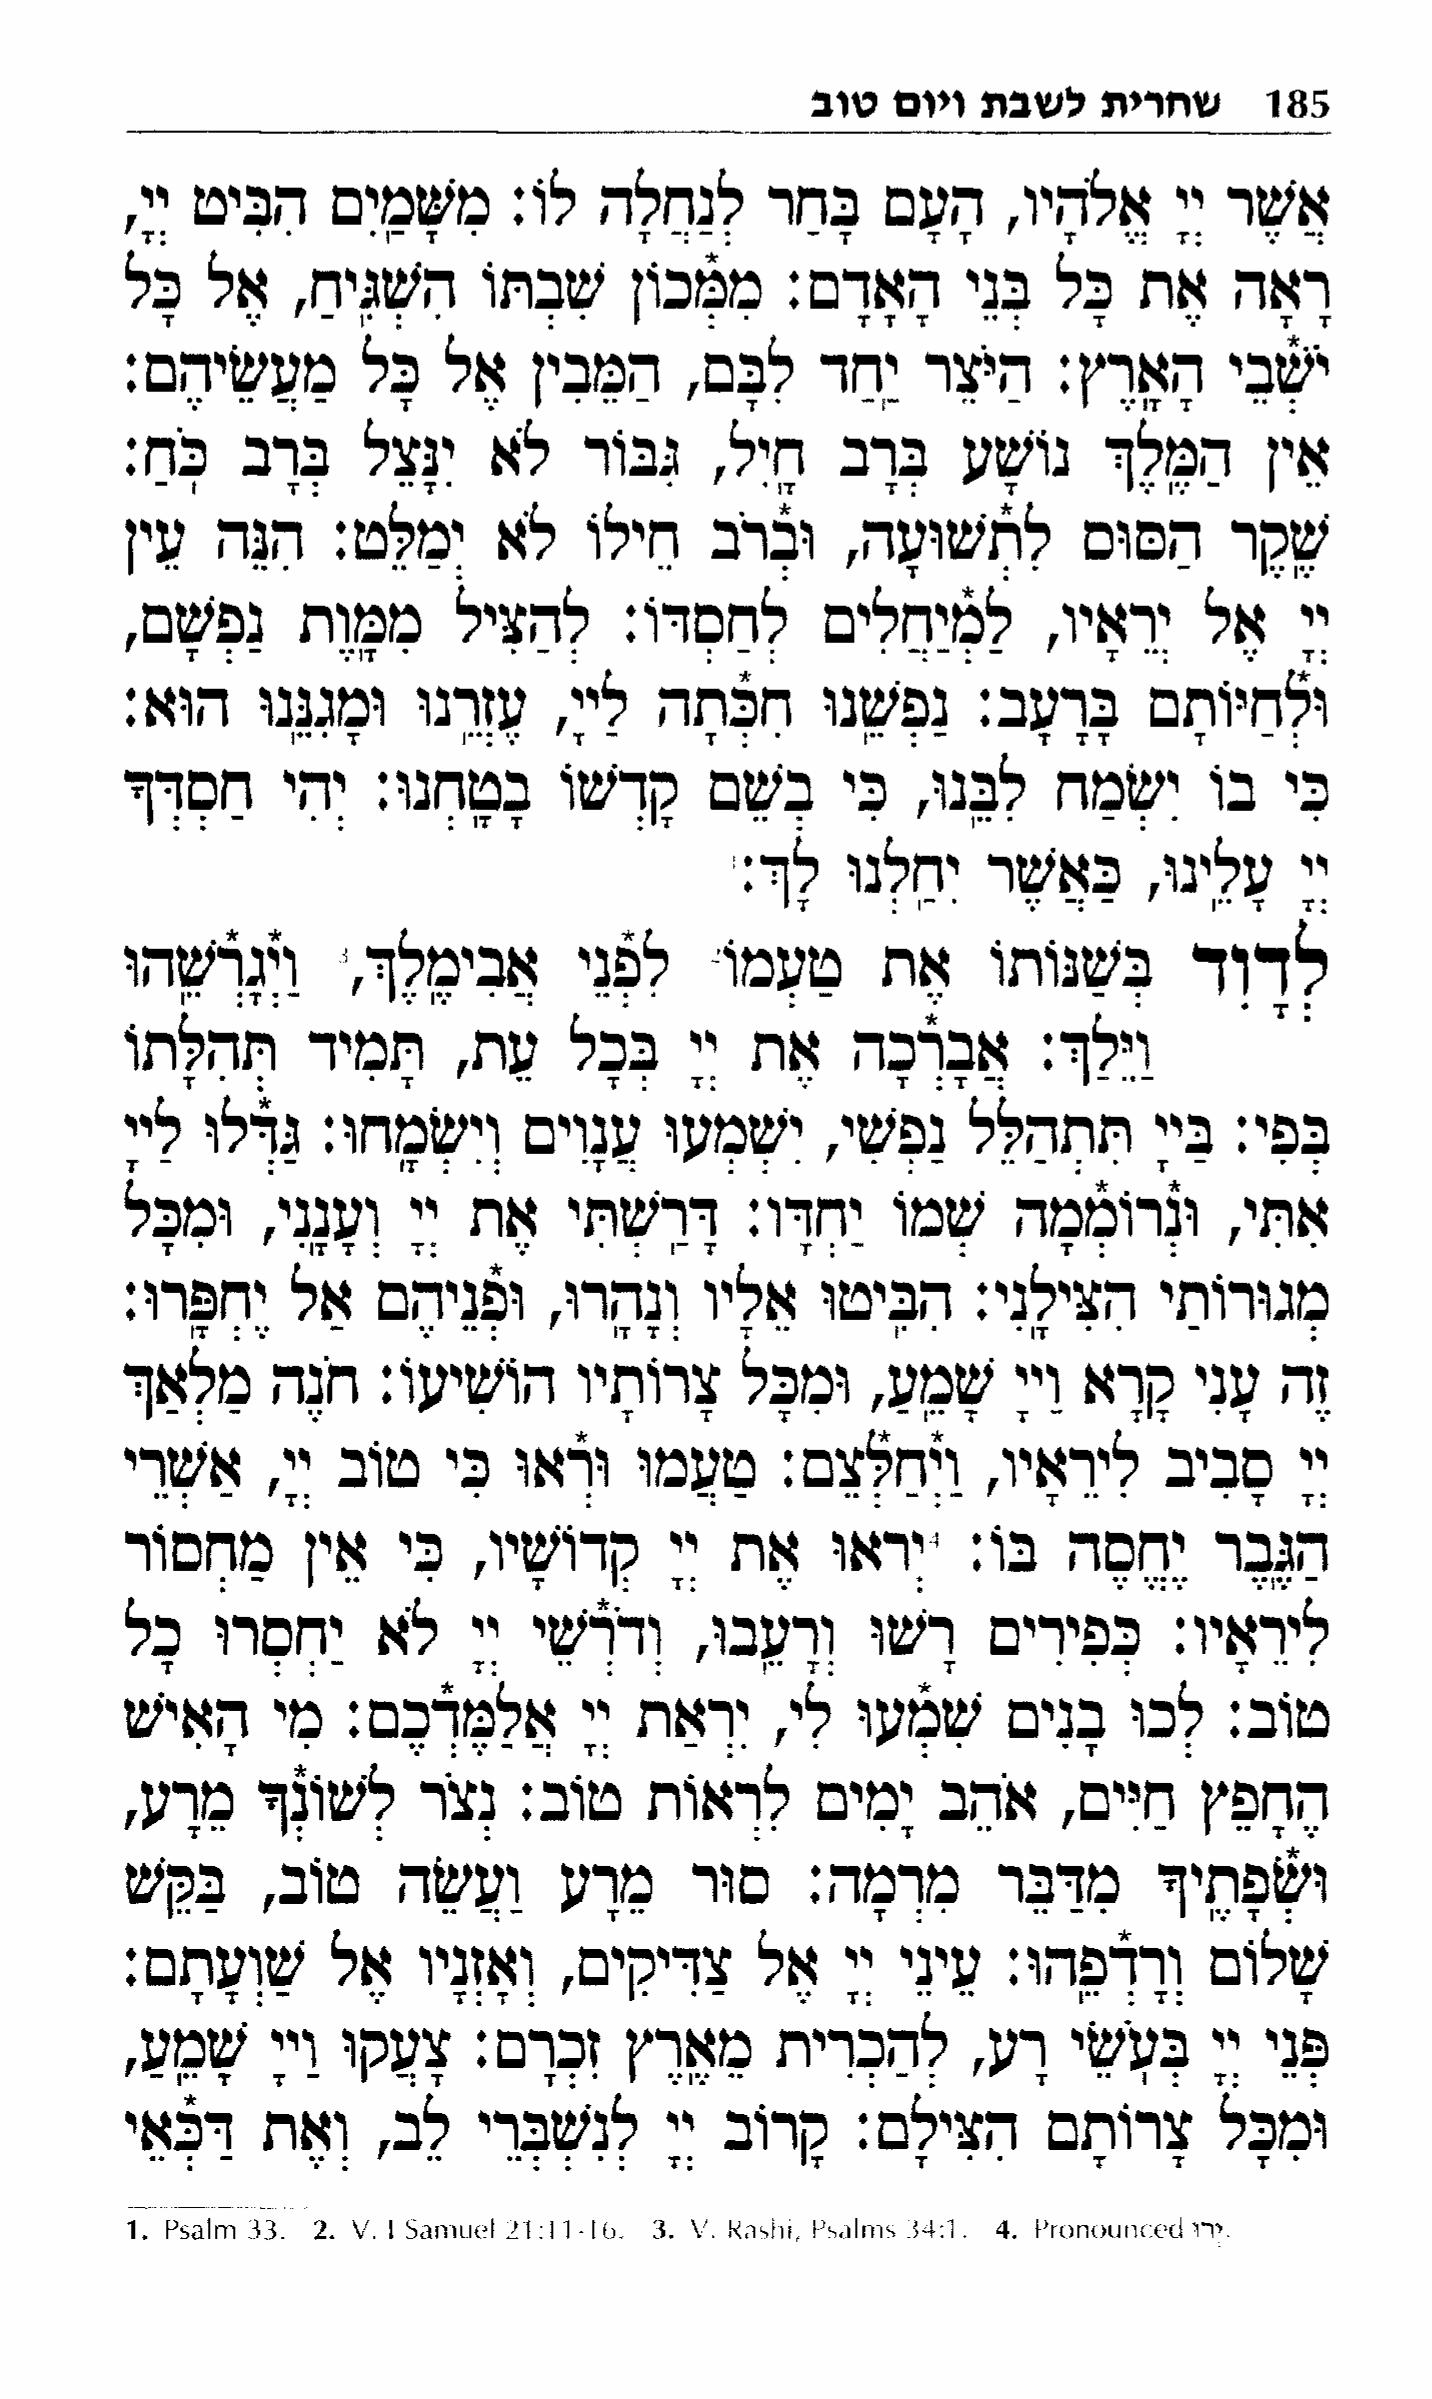 185 שחרית לשבת ויום טוב
אֲשֶׁר יְיָ אֱלֹהָיו, הָעָם בָּחַר לְנַחֲלָה לוֹ: מִשָּׁמַיִם הִבִּיט יְיָ,
רָאָה אֶת כָּל בְּנֵי הָאָדָם: מִמְּ*כוֹן שִׁבְתּוֹ הִשְׁגִּיחַ, אֶל כָּל
יֹשְׁ*בֵי הָאָרֶץ: הַיֹּצֵר יַחַד לִבָּם, הַמֵּבִין אֶל כָּל מַעֲשֵׂיהֶם:
אֵין הַמֶּלֶךְ נוֹשָׁע בְּרָב חָיִל, גִּבּוֹר לֹא יִנָּצֵל בְּרָב כֹּחַ:
שֶׁקֶר הַסּוּס לִתְ*שׁוּעָה, וּבְ*רֹב חֵילוֹ לֹא יְמַלֵּט: הִנֵּה עֵין
יְיָ אֶל יְרֵאָיו, לַמְ*יַחֲלִים לְחַסְדּוֹ: לְהַצִּיל מִמָּוֶת נַפְשָׁם,
וּלְ*חַיּוֹתָם בָּרָעָב: נַפְשֵׁנוּ חִכְּ*תָה לַייָ, עֶזְרֵנוּ וּמָגִנֵּנוּ הוּא:
כִּי בוֹ יִשְׂמַח לִבֵּנוּ, כִּי בְשֵׁם קָדְשׁוֹ בָטָחְנוּ: יְהִי חַסְדְּךָ
יְיָ עָלֵינוּ, כַּאֲשֶׁר יִחַלְנוּ לָךְ:¹
לְדָוִד בְּשַׁנּוֹתוֹ אֶת טַעְמוֹ² לִפְ*נֵי אֲבִימֶלֶךְ,³ וַיְ*גָרְ*שֵׁהוּ
וַיֵּלַךְ: אֲבָרְ*כָה אֶת יְיָ בְּכָל עֵת, תָּמִיד תְּהִלָּתוֹ
בְּפִי: בַּייָ תִּתְהַלֵּל נַפְשִׁי, יִשְׁמְעוּ עֲנָוִים וְיִשְׂמָחוּ: גַּדְּ*לוּ לַייָ
אִתִּי, וּנְ*רוֹמְ*מָה שְׁמוֹ יַחְדָּו: דָּרַשְׁתִּי אֶת יְיָ וְעָנָנִי, וּמִכָּל
מְגוּרוֹתַי הִצִּילָנִי: הִבִּיטוּ אֵלָיו וְנָהָרוּ, וּפְ*נֵיהֶם אַל יֶחְפָּרוּ:
זֶה עָנִי קָרָא וַייָ שָׁמֵעַ, וּמִכָּל צָרוֹתָיו הוֹשִׁיעוֹ: חֹנֶה מַלְאַךְ
יְיָ סָבִיב לִירֵאָיו, וַיְ*חַלְּ*צֵם: טַעֲמוּ וּרְ*אוּ כִּי טוֹב יְיָ, אַשְׁרֵי
הַגֶּבֶר יֶחֱסֶה בּוֹ: ⁴יְראוּ אֶת יְיָ קְדוֹשָׁיו, כִּי אֵין מַחְסוֹר
לִירֵאָיו: כְּפִירִים רָשׁוּ וְרָעֵבוּ, וְדֹרְ*שֵׁי יְיָ לֹא יַחְסְרוּ כָל
טוֹב: לְכוּ בָנִים שִׁמְ*עוּ לִי, יִרְאַת יְיָ אֲלַמֶּדְ*כֶם: מִי הָאִישׁ
הֶחָפֵץ חַיִּים, אֹהֵב יָמִים לִרְאוֹת טוֹב: נְצֹר לְשׁוֹנְ*ךָ מֵרָע,
וּשְׂ*פָתֶיךָ מִדַּבֵּר מִרְמָה: סוּר מֵרָע וַעֲשֵׂה טוֹב, בַּקֵּשׁ
שָׁלוֹם וְרָדְ*פֵהוּ: עֵינֵי יְיָ אֶל צַדִּיקִים, וְאָזְנָיו אֶל שַׁוְעָתָם:
פְּנֵי יְיָ בְּעֹשֵׂי רָע, לְהַכְרִית מֵאֶרֶץ זִכְרָם: צָעֲקוּ וַייָ שָׁמֵעַ,
וּמִכָּל צָרוֹתָם הִצִּילָם: קָרוֹב יְיָ לְנִשְׁבְּרֵי לֵב, וְאֶת דַּכְּ*אֵי
1. Psalm 33. 2. V. I Samuel 21:11-16. 3. V. Rashi, Psalms 34:1. 4. Pronounced יְרוּ.